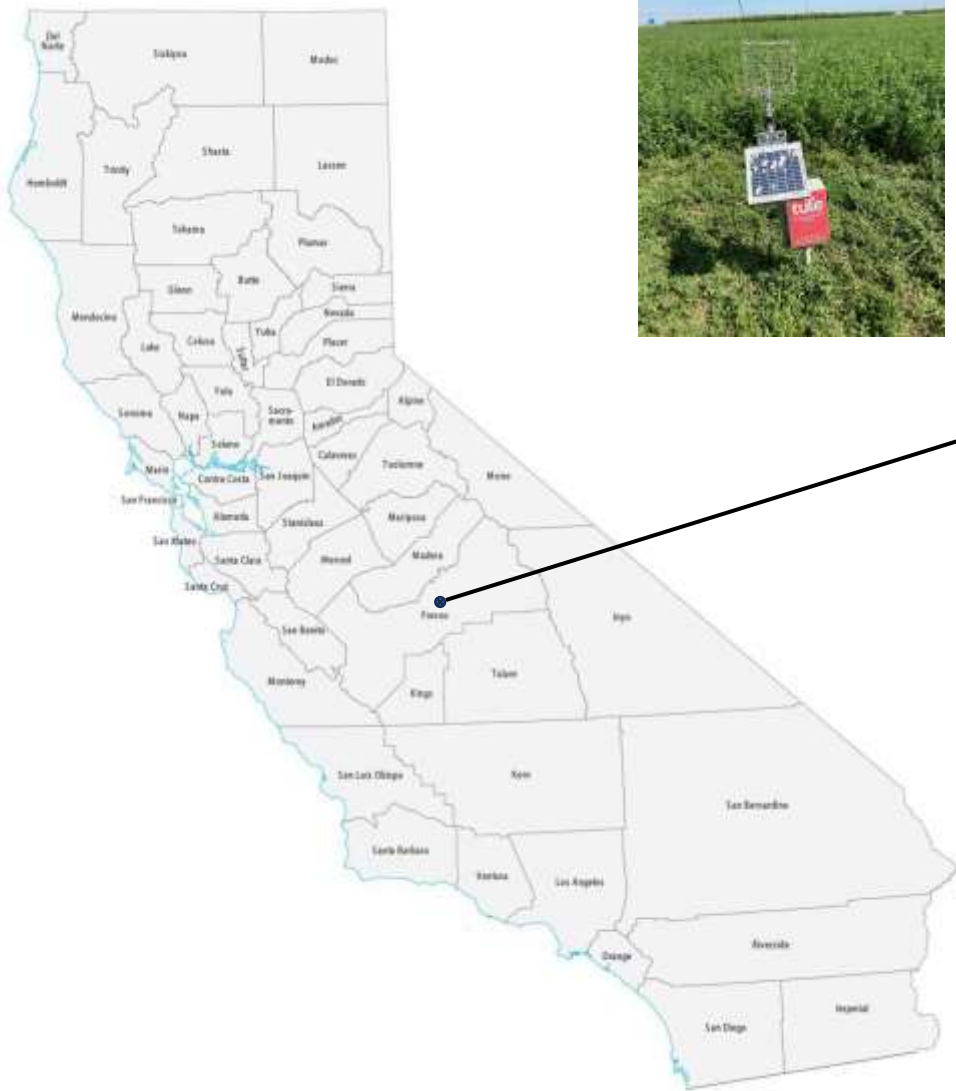 Del
Norte
Siskiyou
Modoc
Shasta
Lassen
Trinity
Humboldt
Tehama
Plumas
Butte
Glenn
Sierra
Nevada
Mendocino
Yuba
Placer
Colusa
Lake
Sutter
El Dorado
Yolo
Alpine
Sonoma
Napa
Sacra-
mento
Amador
Solano
Calaveras
Tuolumne
Marin
Contra Costa
San Joaquin
Mono
San Francisco
Alameda
Stanislaus
Mariposa
San Mateo
Santa Clara
Merced
Madera
Santa Cruz
Fresno
Inyo
San Benito
Tulare
Monterey
Kings
San Luis Obispo
Kern
San Bernardino
Santa Barbara
Ventura
Los Angeles
Orange
Riverside
San Diego
Imperial
tule